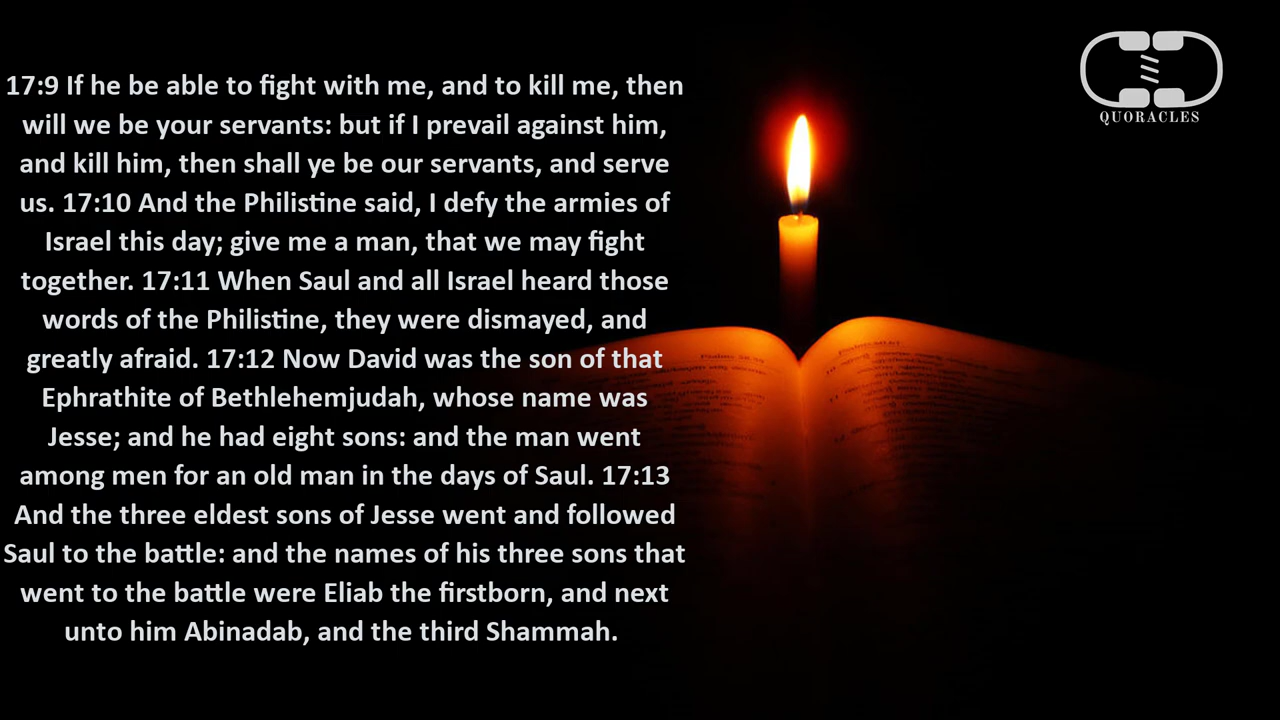 17:9 If he be able to fight with me, and to kill me, then
will we be your servants: but if I prevail against him,
and kill him, then shall ye be our servants, and serve
us. 17:10 And the Philistine said, I defy the armies of
Israel this day; give me a man, that we may fight
together. 17:11 When Saul and all Israel heard those
words of the Philistine, they were dismayed, and
greatly afraid. 17:12 Now David was the son of that
Ephrathite of Bethlehemjudah, whose name was
Jesse; and he had eight sons: and the man went
among men for an old man in the days of Saul. 17:13
And the three eldest sons of Jesse went and followed
Saul to the battle: and the names of his three sons that
went to the battle were Eliab the firstborn, and next
unto him Abinadab, and the third Shammah.
QUORACLES